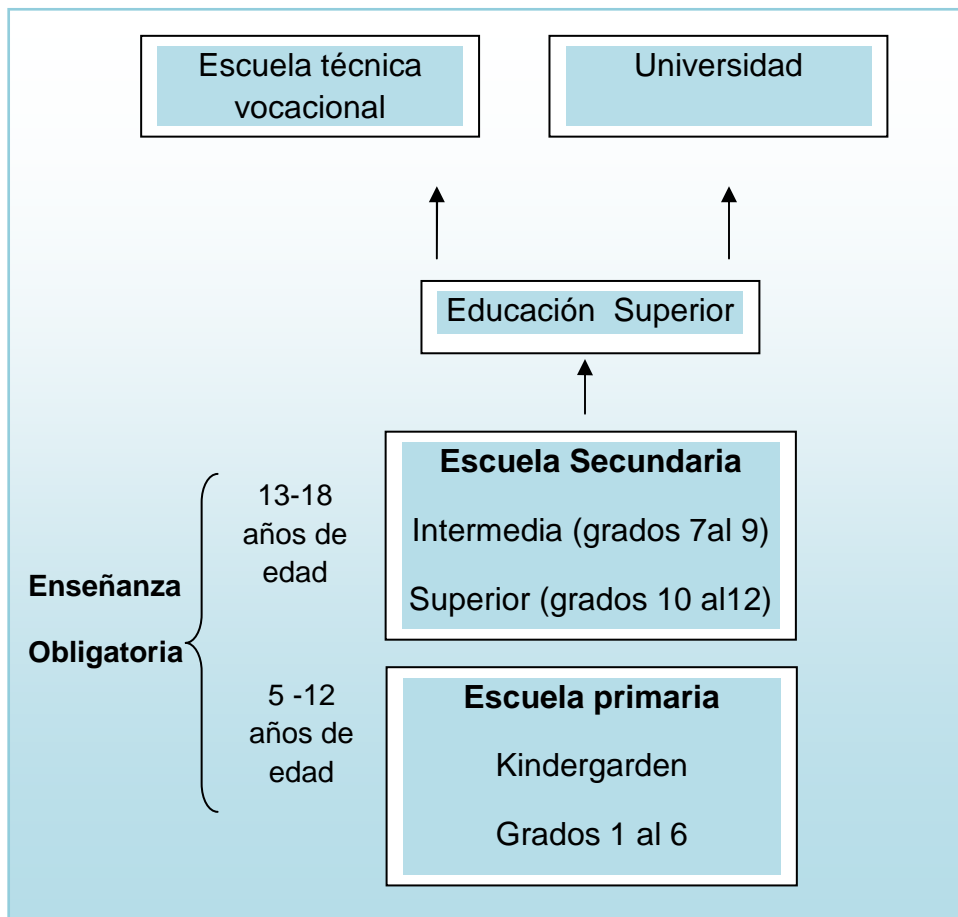 Escuela técnica
vocacional
Universidad
Educación Superior
Escuela Secundaria
Intermedia (grados 7al 9)
Superior (grados 10 al12)
13-18
años de
edad
Enseñanza
Obligatoria
5 -12
años de
edad
Escuela primaria
Kindergarden
Grados 1 al 6